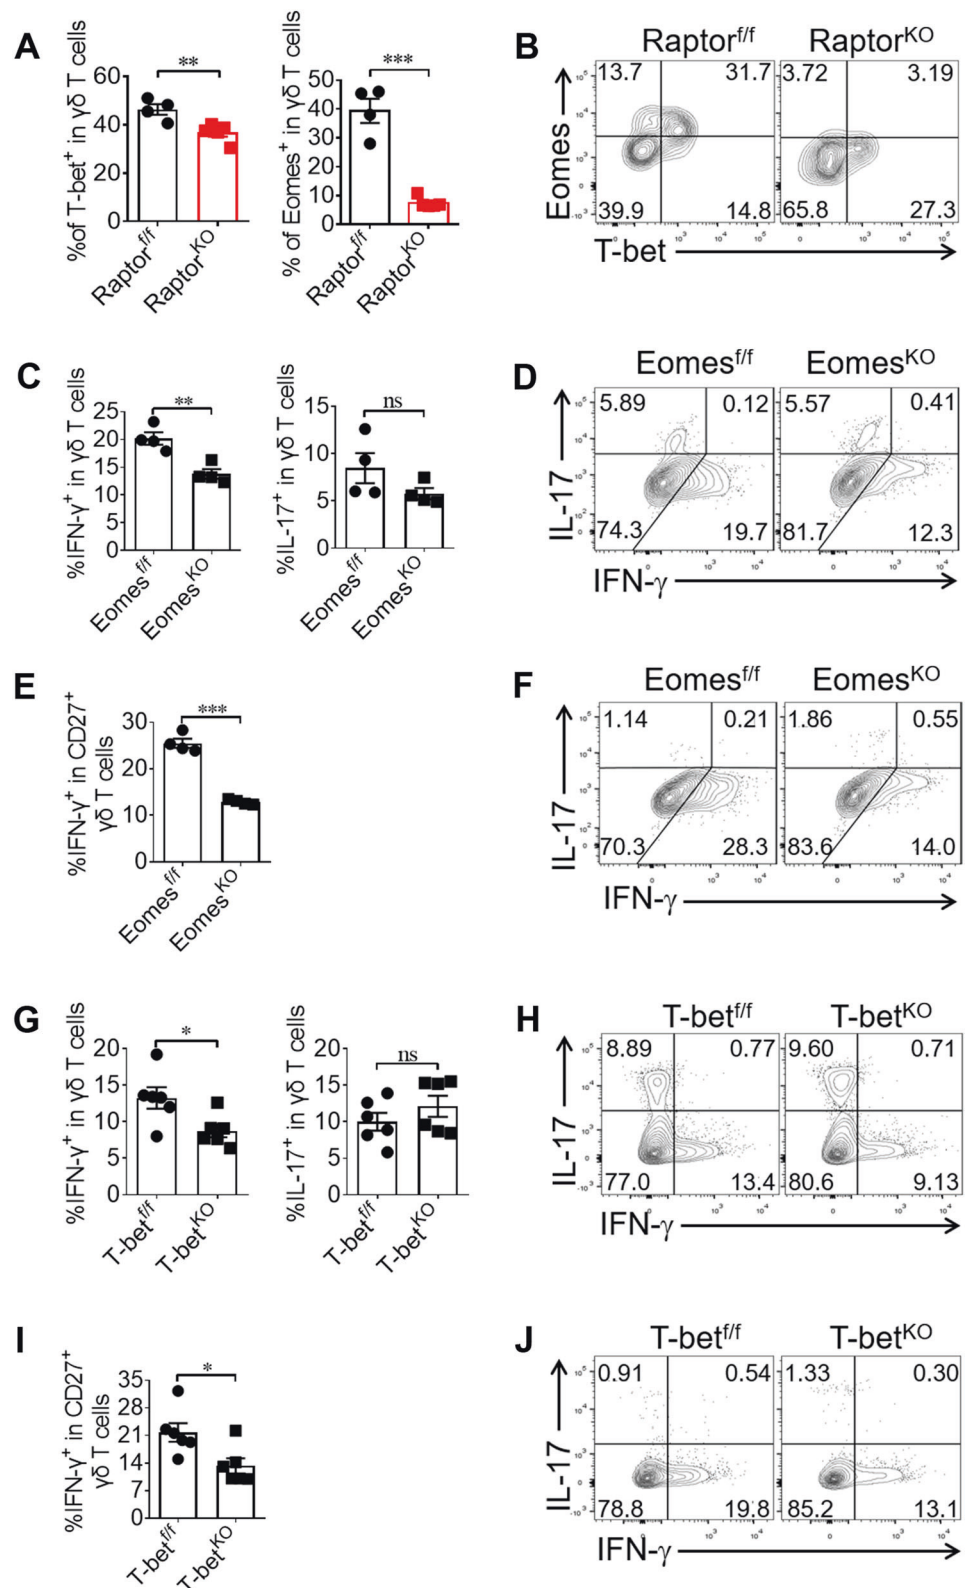 A
%of T-bet⁺ in γδ T cells
60
40
20
0
**
Raptorf/f
RaptorKO
% of Eomes⁺ in γδ T cells
50
40
30
20
10
0
***
Raptorf/f
RaptorKO
B
Raptorf/f
RaptorKO
13.7 31.7
39.9 14.8
3.72 3.19
65.8 27.3
Eomes
T-bet
C
%IFN-γ⁺ in γδ T cells
25
20
15
10
5
0
**
Eomesf/f
EomesKO
%IL-17⁺ in γδ T cells
15
10
5
0
ns
Eomesf/f
EomesKO
D
Eomesf/f
EomesKO
5.89 0.12
74.3 19.7
5.57 0.41
81.7 12.3
IL-17
IFN-γ
E
%IFN-γ⁺ in CD27⁺
γδ T cells
30
20
10
0
***
Eomesf/f
EomesKO
F
Eomesf/f
EomesKO
1.14 0.21
70.3 28.3
1.86 0.55
83.6 14.0
IL-17
IFN-γ
G
%IFN-γ⁺ in γδ T cells
20
15
10
5
0
*
T-betf/f
T-betKO
%IL-17⁺ in γδ T cells
20
15
10
5
0
ns
T-betf/f
T-betKO
H
T-betf/f
T-betKO
8.89 0.77
77.0 13.4
9.60 0.71
80.6 9.13
IL-17
IFN-γ
I
%IFN-γ⁺ in CD27⁺
γδ T cells
35
28
21
14
7
0
*
T-betf/f
T-betKO
J
T-betf/f
T-betKO
0.91 0.54
78.8 19.8
1.33 0.30
85.2 13.1
IL-17
IFN-γ